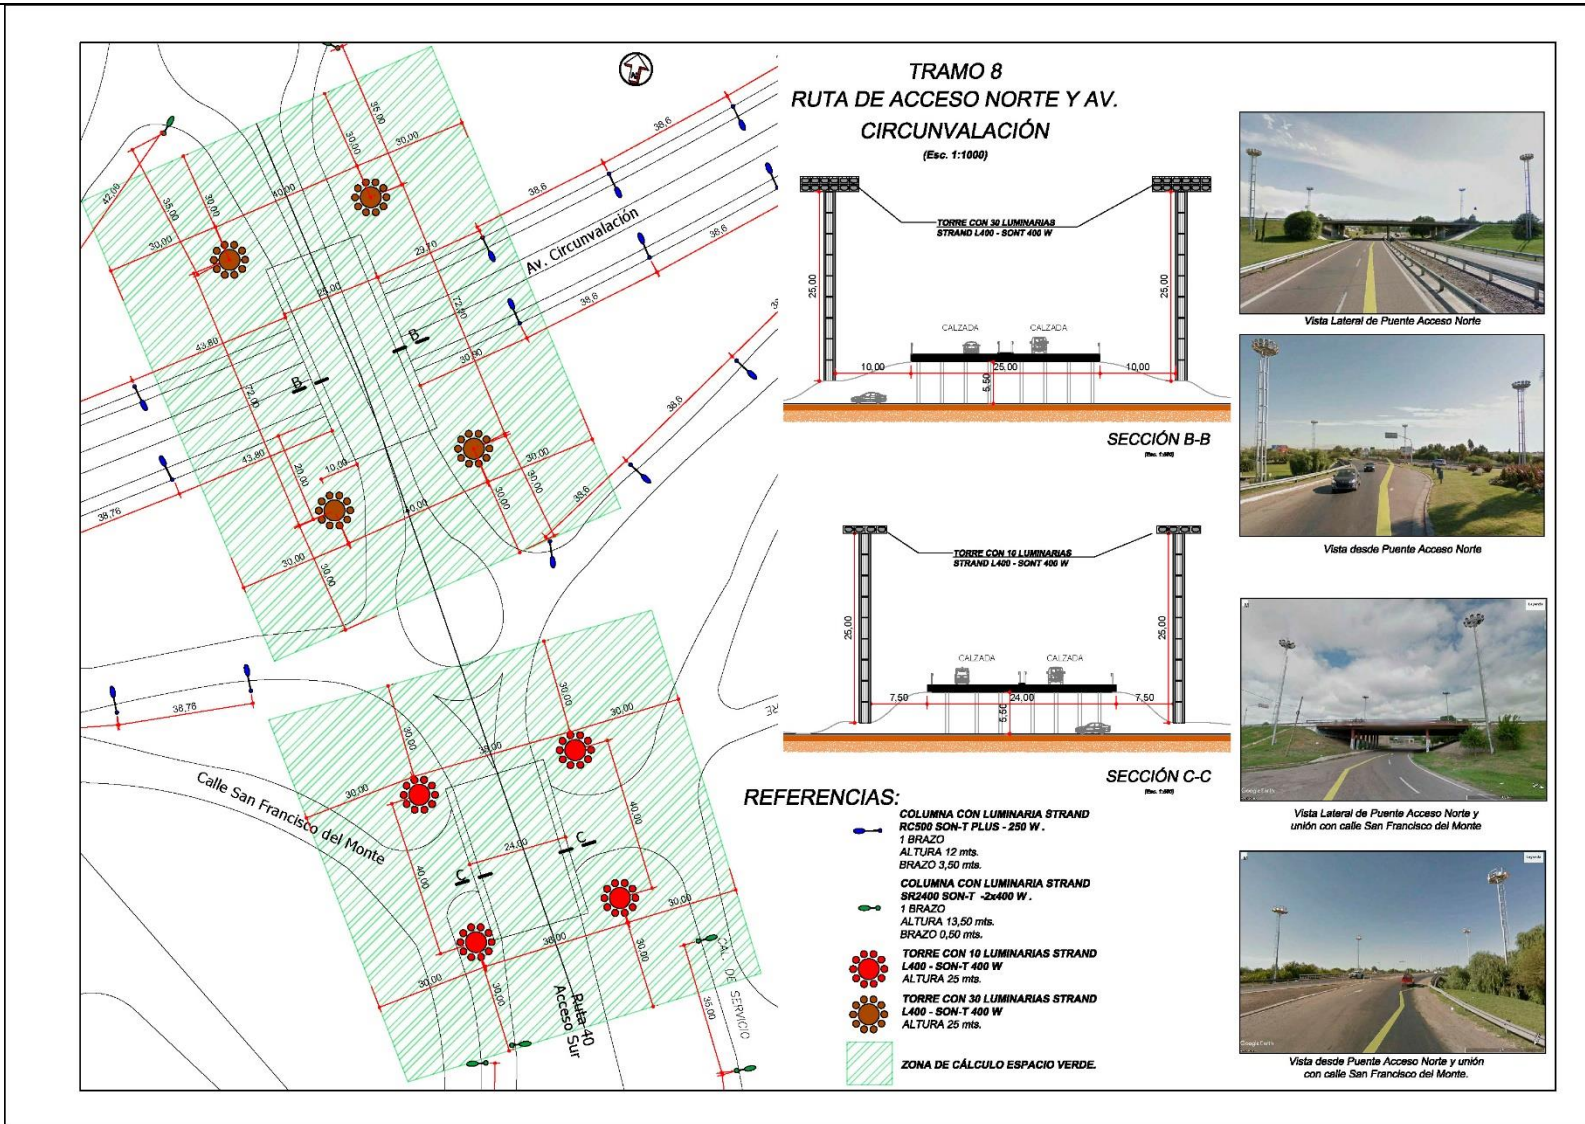 TRAMO 8
RUTA DE ACCESO NORTE Y AV.
CIRCUNVALACIÓN
(Esc. 1:1000)
N
35,00
30,00
30,00
38,6
38,6
38,6
42,00
35,00
30,00
40,00
30,00
29,70
Av. Circunvalación
38,6
38,6
25,00
72,80
B
43,80
30,90
B
72,00
38,6
43,80
20,00
10,00
30,00
30,00
30,00
40,00
38,6
38,76
30,00
30,00
38,76
30,00
30,00
30,00
38,00
30,00
Calle San Francisco del Monte
40,00
40,00
24,00
C
C
30,00
38,00
30,00
30,00
30,00
35,00
CAL. DE SERVICIO
Ruta 40
Acceso Sur
TORRE CON 30 LUMINARIAS
STRAND L400 - SONT 400 W
25,00
25,00
CALZADA
CALZADA
10,00
25,00
10,00
5,50
SECCIÓN B-B
TORRE CON 10 LUMINARIAS
STRAND L400 - SONT 400 W
25,00
25,00
CALZADA
CALZADA
7,50
24,00
7,50
5,50
SECCIÓN C-C
REFERENCIAS:
COLUMNA CON LUMINARIA STRAND
RC500 SON-T PLUS - 250 W .
1 BRAZO
ALTURA 12 mts.
BRAZO 3,50 mts.
COLUMNA CON LUMINARIA STRAND
SR2400 SON-T -2x400 W .
1 BRAZO
ALTURA 13,50 mts.
BRAZO 0,50 mts.
TORRE CON 10 LUMINARIAS STRAND
L400 - SON-T 400 W
ALTURA 25 mts.
TORRE CON 30 LUMINARIAS STRAND
L400 - SON-T 400 W
ALTURA 25 mts.
ZONA DE CÁLCULO ESPACIO VERDE.
Vista Lateral de Puente Acceso Norte
Vista desde Puente Acceso Norte
Leyenda
Google Earth
Vista Lateral de Puente Acceso Norte y
unión con calle San Francisco del Monte
Leyenda
Google Earth
Vista desde Puente Acceso Norte y unión
con calle San Francisco del Monte.